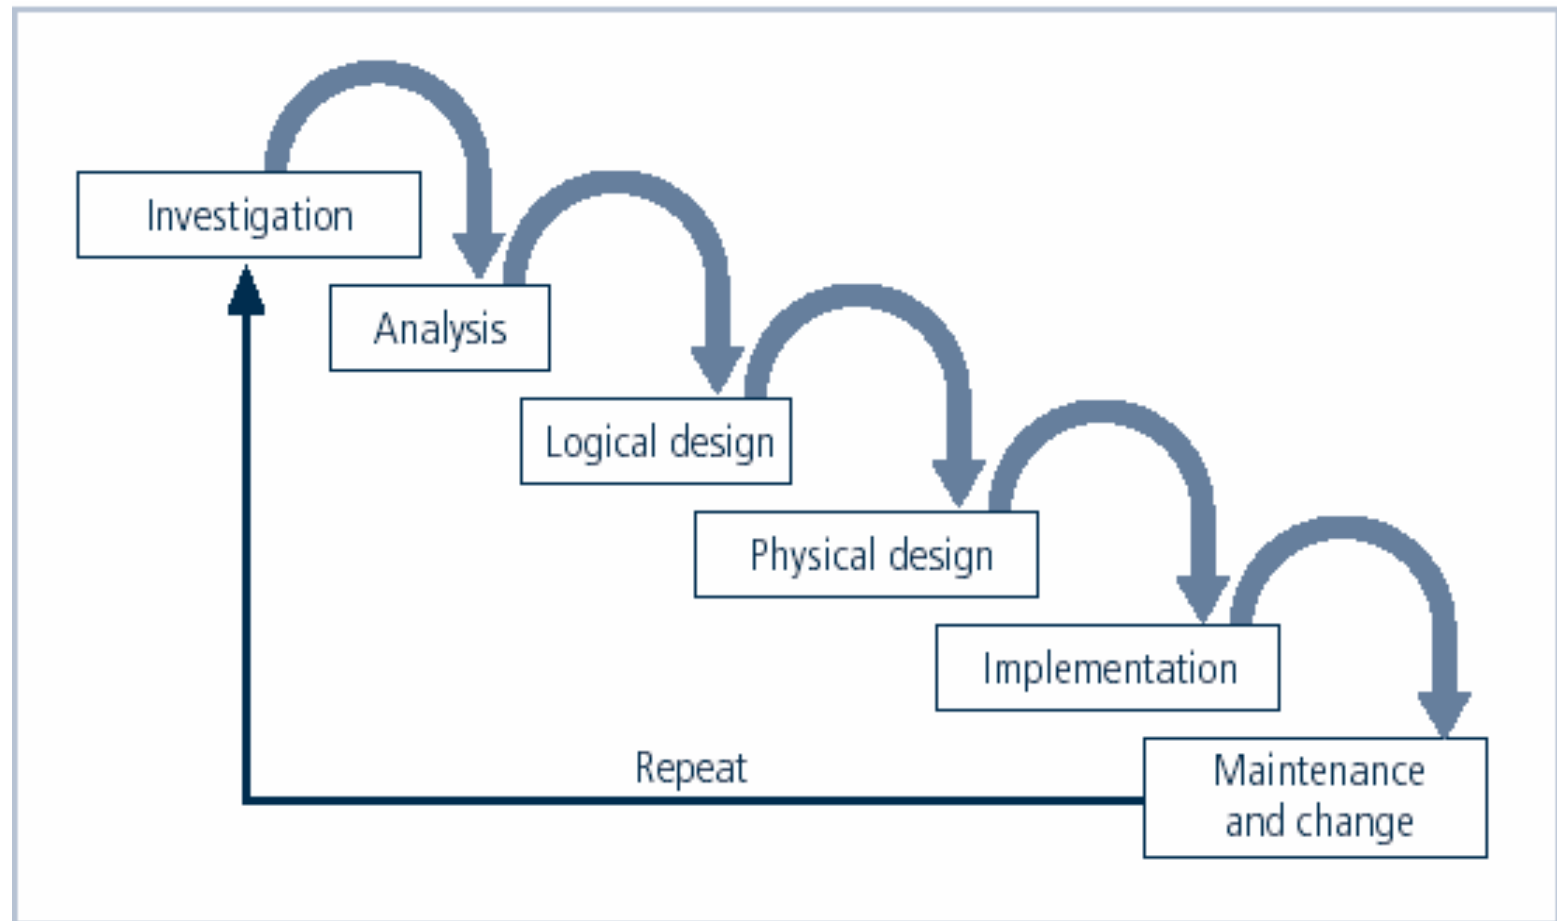 Investigation
Analysis
Logical design
Physical design
Implementation
Repeat
Maintenance
and change